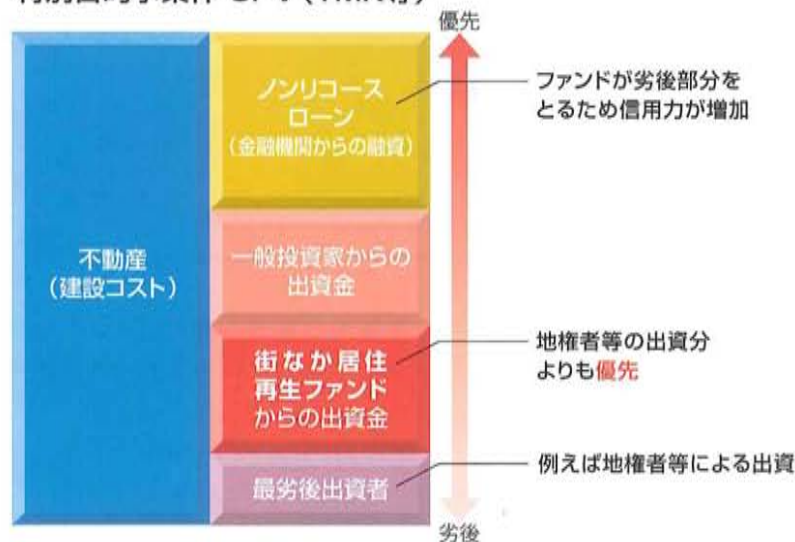 優先
不動産
（建設コスト）
ノンリコース
ローン
（金融機関からの融資）
ファンドが劣後部分を
とるため信用力が増加
一般投資家からの
出資金
街なか居住
再生ファンド
からの出資金
地権者等の出資分
よりも優先
最劣後出資者
例えば地権者等による出資
劣後